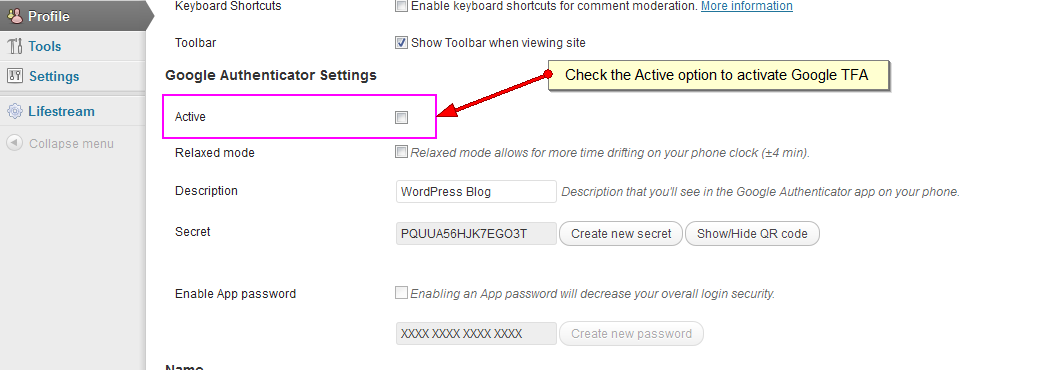 Profile
Tools
Settings
Lifestream
Collapse menu
Keyboard Shortcuts Enable keyboard shortcuts for comment moderation. More information
Toolbar Show Toolbar when viewing site
Google Authenticator Settings
Check the Active option to activate Google TFA
Active
Relaxed mode Relaxed mode allows for more time drifting on your phone clock (±4 min).
Description WordPress Blog Description that you'll see in the Google Authenticator app on your phone.
Secret PQUUA56HJK7EGO3T Create new secret Show/Hide QR code
Enable App password Enabling an App password will decrease your overall login security.
XXXX XXXX XXXX XXXX Create new password
Name